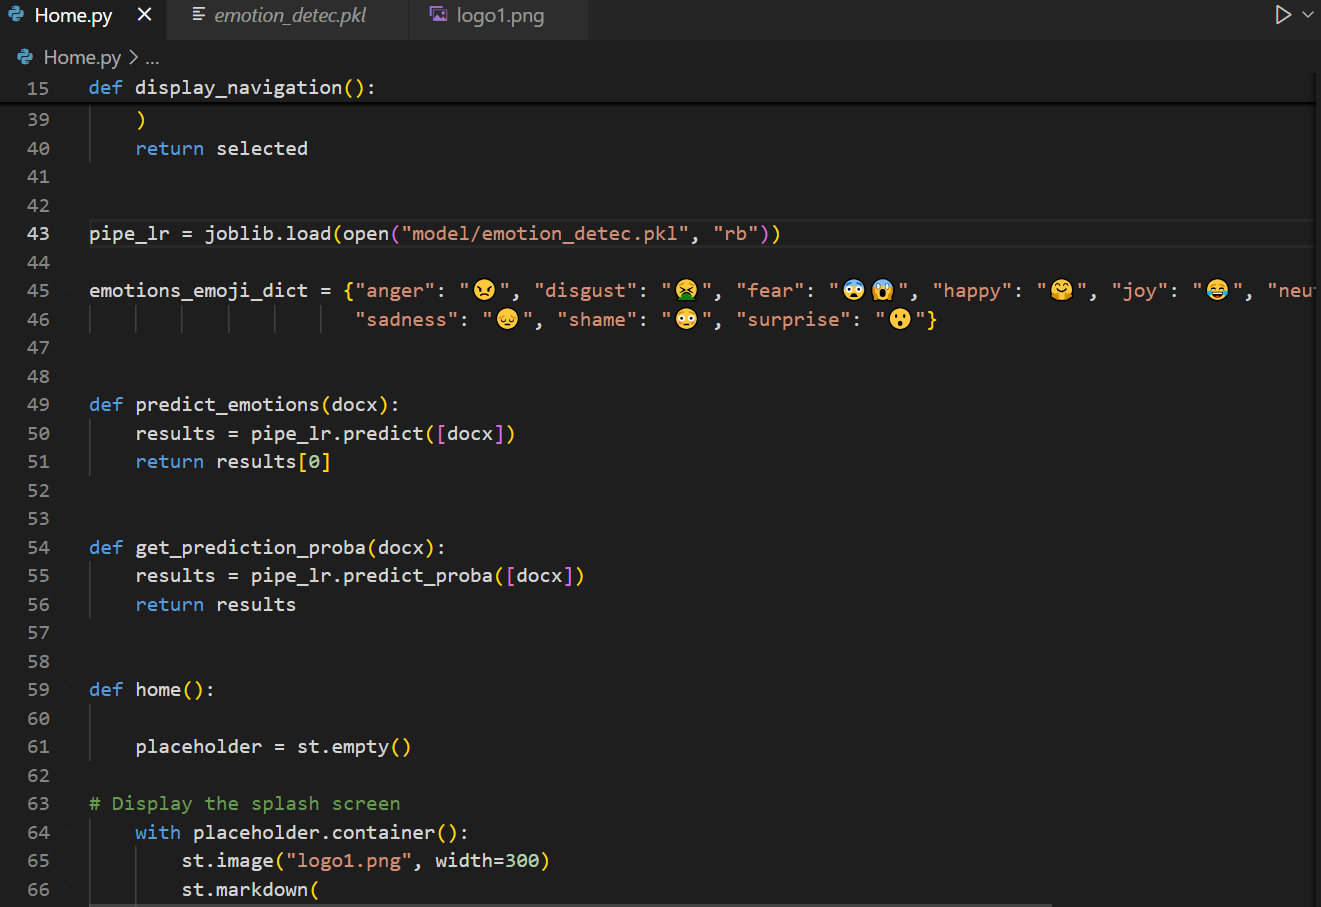 Home.py emotion_detec.pkl logo1.png
Home.py > ...
15 def display_navigation():
39 )
40 return selected
41
42
43 pipe_lr = joblib.load(open("model/emotion_detec.pkl", "rb"))
44
45 emotions_emoji_dict = {"anger": "😠", "disgust": "🤮", "fear": "😨😱", "happy": "🤗", "joy": "😂", "neu
46 "sadness": "😔", "shame": "😳", "surprise": "😮"}
47
48
49 def predict_emotions(docx):
50 results = pipe_lr.predict([docx])
51 return results[0]
52
53
54 def get_prediction_proba(docx):
55 results = pipe_lr.predict_proba([docx])
56 return results
57
58
59 def home():
60
61 placeholder = st.empty()
62
63 # Display the splash screen
64 with placeholder.container():
65 st.image("logo1.png", width=300)
66 st.markdown(